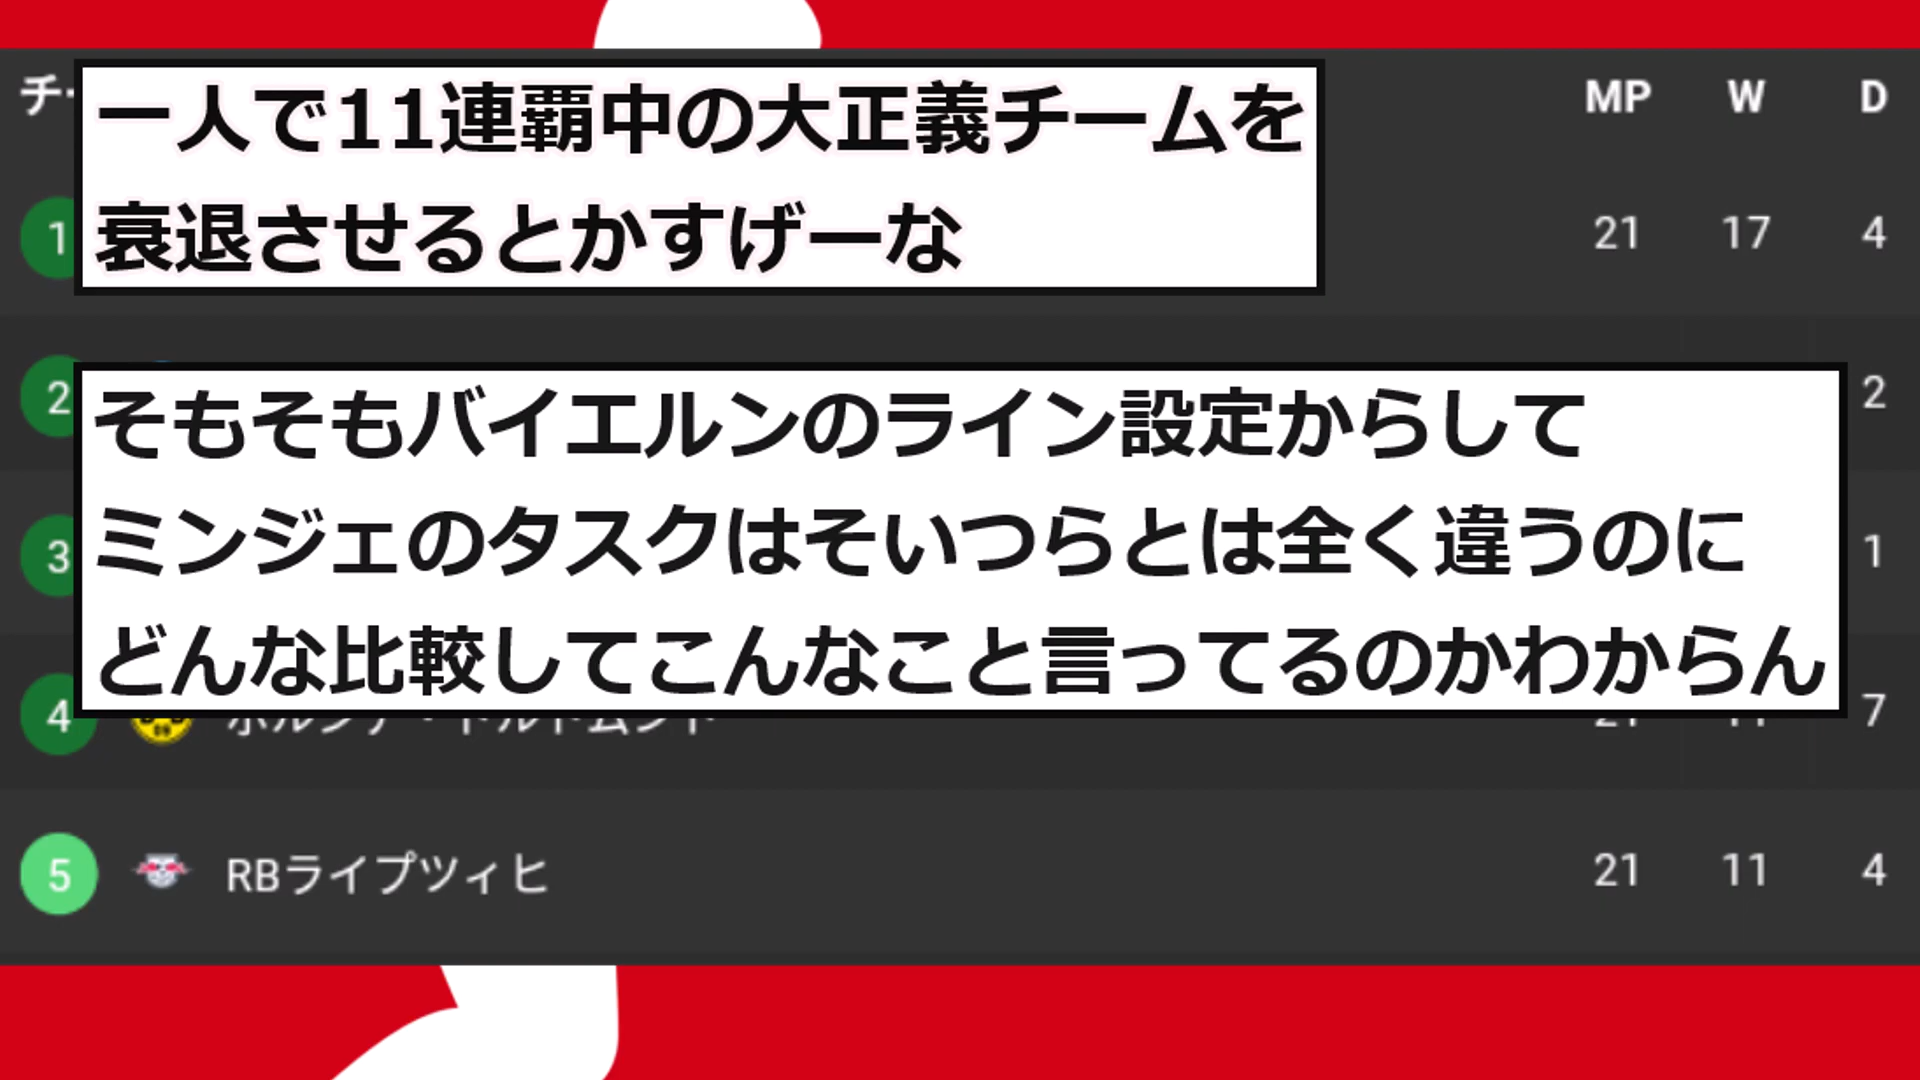 MP W D
一人で11連覇中の大正義チームを
衰退させるとかすげーな
1 21 17 4
2 2
そもそもバイエルンのライン設定からして
ミンジェのタスクはそいつらとは全く違うのに
どんな比較してこんなこと言ってるのかわからん
3 1
4 7
5 RBライプツィヒ 21 11 4